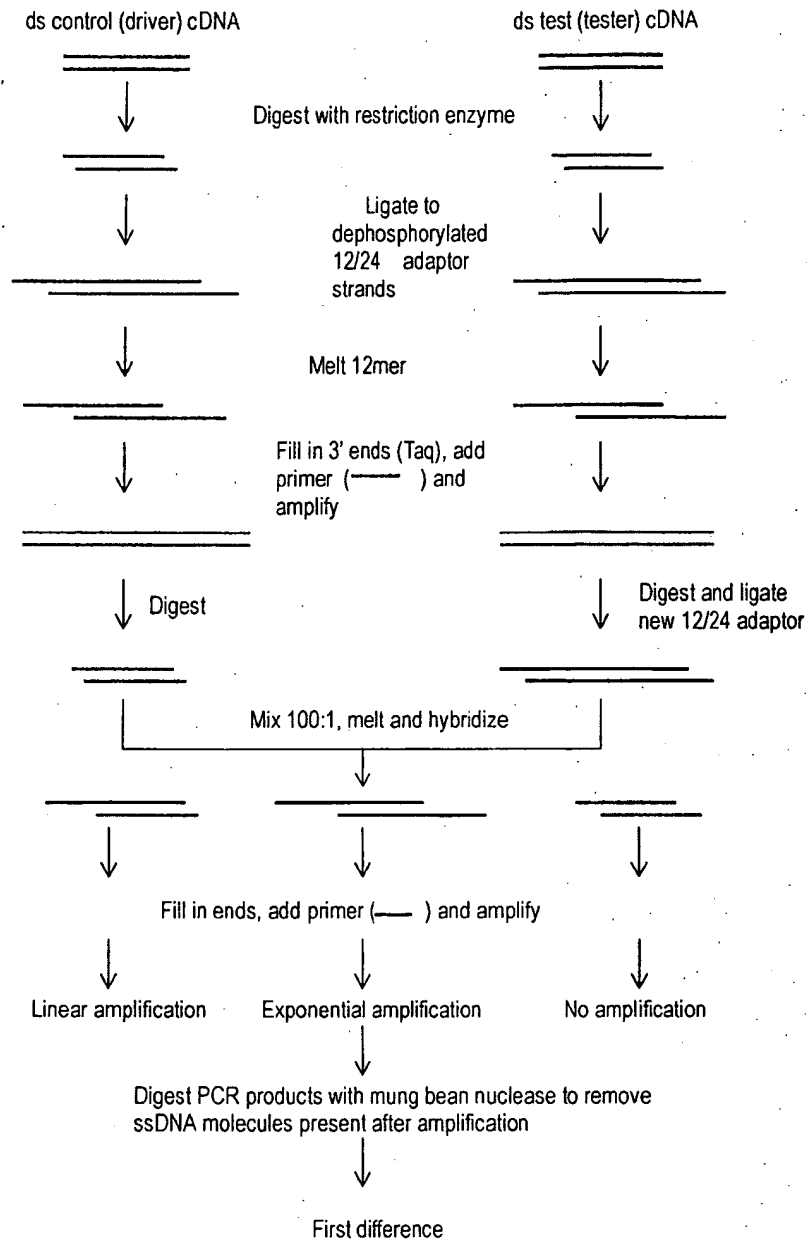 ds control (driver) cDNA
ds test (tester) cDNA
Digest with restriction enzyme
Ligate to
dephosphorylated
12/24 adaptor
strands
Melt 12mer
Fill in 3' ends (Taq), add
primer ( ) and
amplify
Digest
Digest and ligate
new 12/24 adaptor
Mix 100:1, melt and hybridize
Fill in ends, add primer ( ) and amplify
Linear amplification
Exponential amplification
No amplification
Digest PCR products with mung bean nuclease to remove
ssDNA molecules present after amplification
First difference